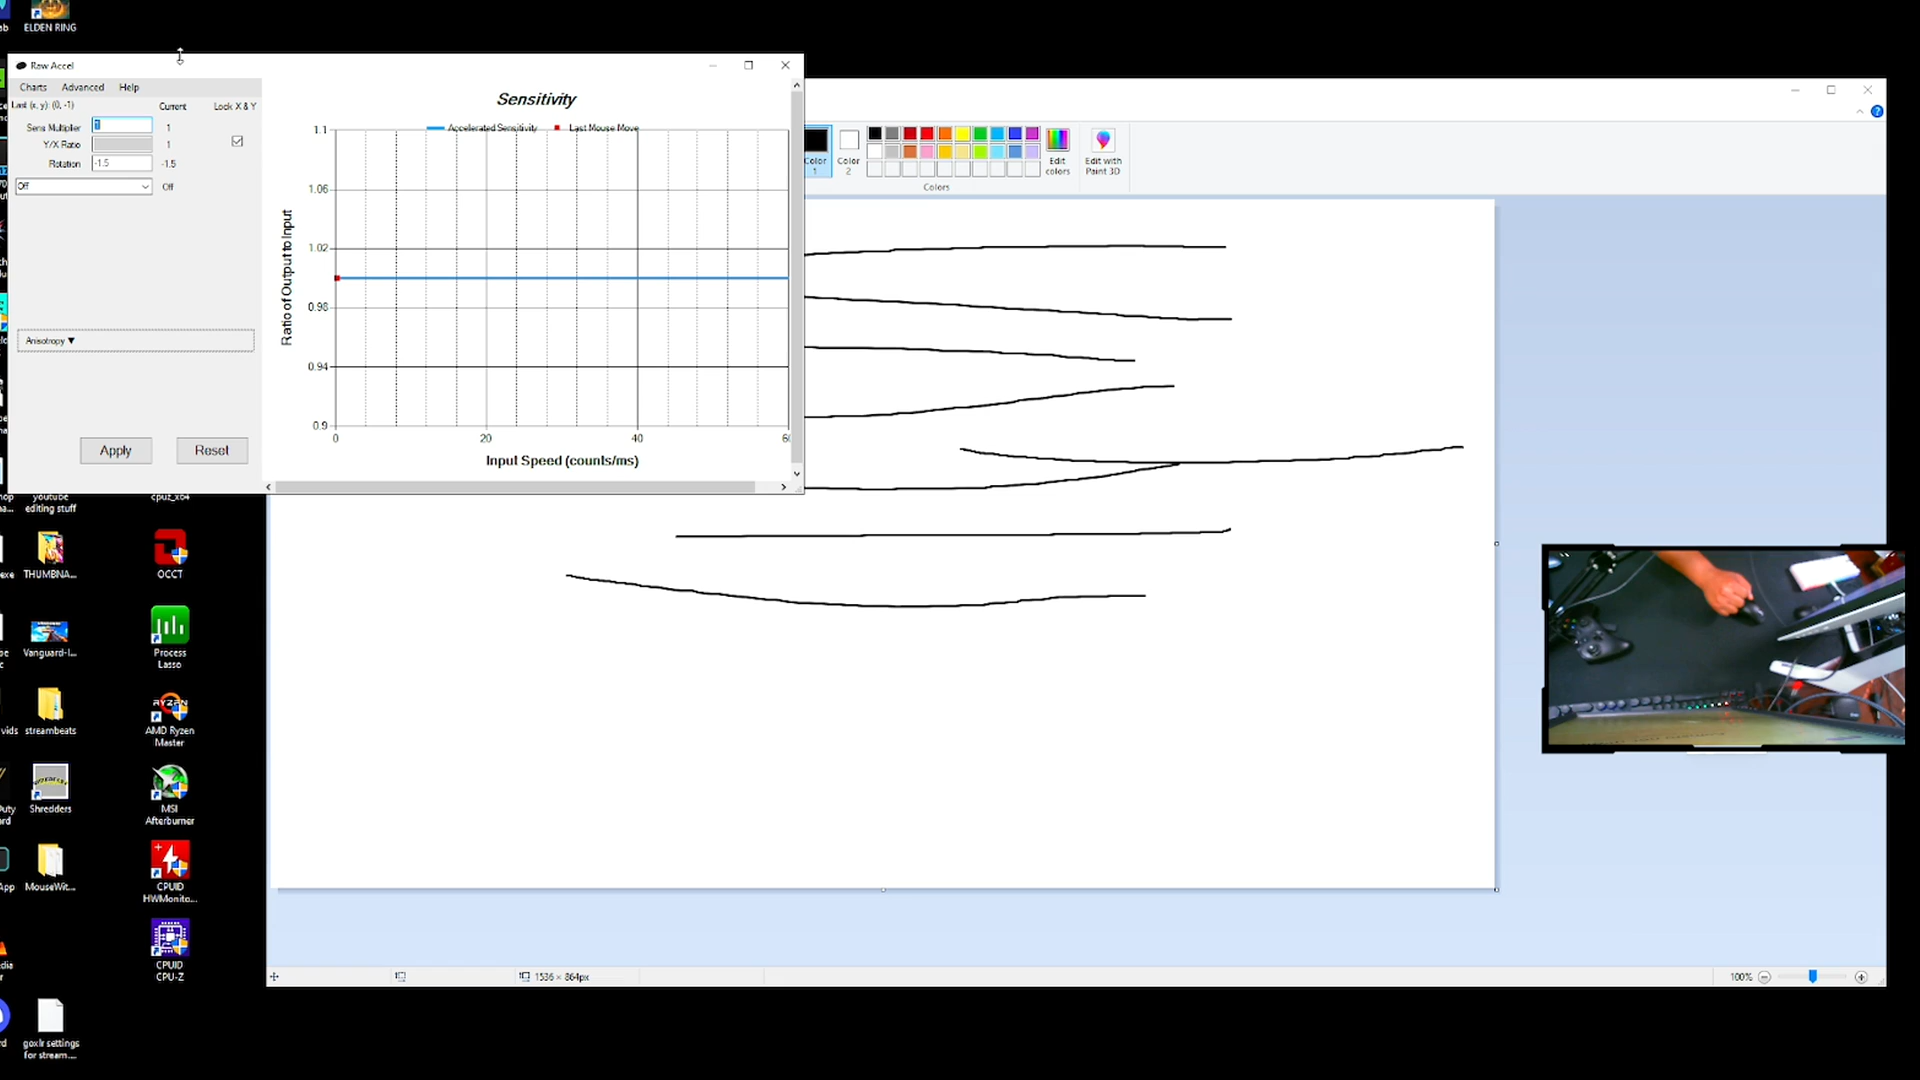 ELDEN RING
Raw Accel
Charts Advanced Help
Last (x, y): (0, -1)
Current
Lock X & Y
Sens Multiplier 1 1
Y/X Ratio 1
Rotation -1.5 -1.5
Off Off
Anisotropy ▼
Apply Reset
Sensitivity
Accelerated Sensitivity Last Mouse Move
1.1
1.06
1.02
0.98
0.94
0.9
0 20 40
Ratio of Output to Input
Input Speed (counts/ms)
Color
1
Color
2
Edit
colors
Edit with
Paint 3D
Colors
youtube
editing stuff
cpuz_x64
THUMBNA...
OCCT
Vanguard-I...
Process
Lasso
vids
streambeats
AMD Ryzen
Master
Shredders
MSI
Afterburner
App
MouseWit...
CPUID
HWMonito...
CPUID
CPU-Z
goxlr settings
for stream....
1536 × 864px
100%